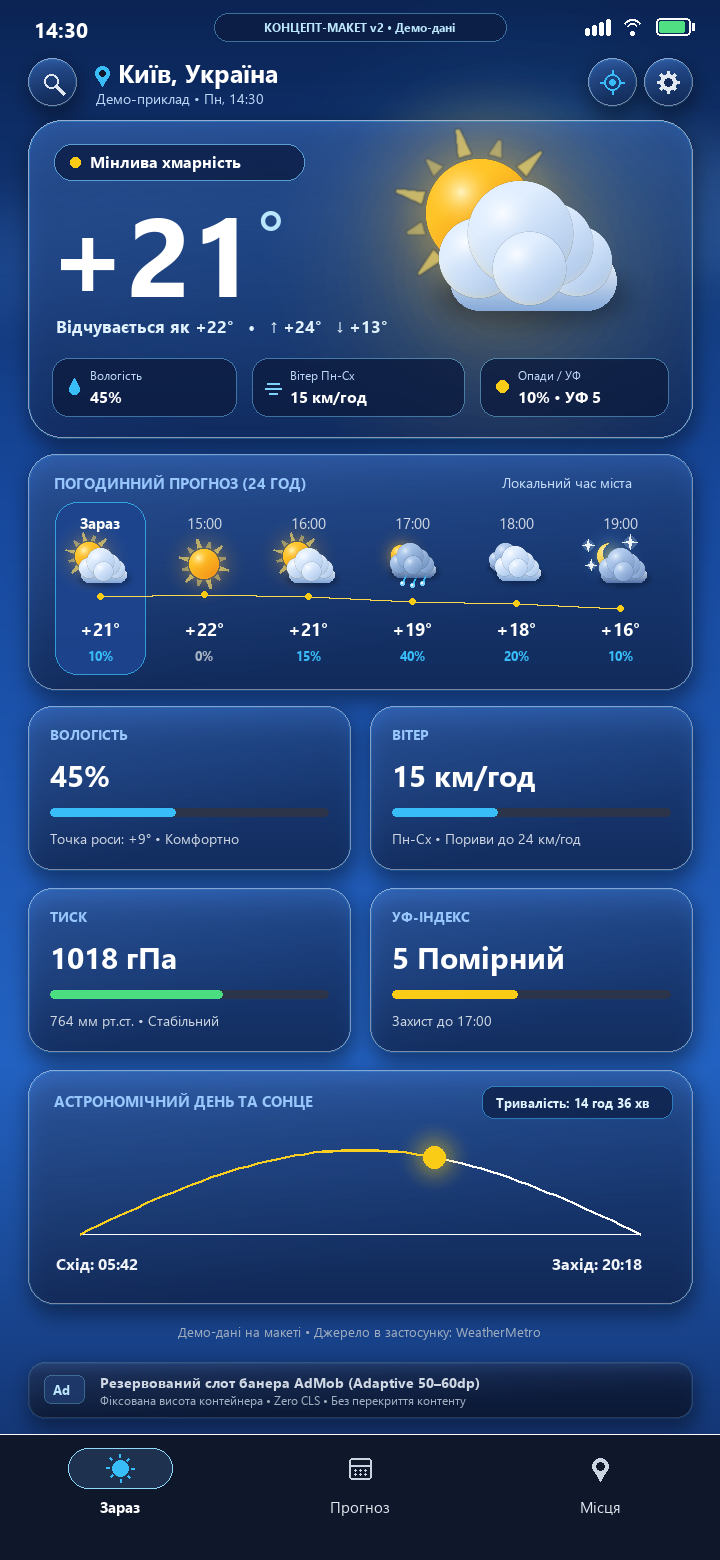 14:30
КОНЦЕПТ-МАКЕТ v2 • Демо-дані
Київ, Україна
Демо-приклад • Пн, 14:30
Мінлива хмарність
+21°
Відчувається як +22° • ↑ +24° ↓ +13°
Вологість
45%
Вітер Пн-Сх
15 км/год
Опади / УФ
10% • УФ 5
ПОГОДИННИЙ ПРОГНОЗ (24 ГОД)
Локальний час міста
Зараз 15:00 16:00 17:00 18:00 19:00
+21° +22° +21° +19° +18° +16°
10% 0% 15% 40% 20% 10%
ВОЛОГІСТЬ
45%
Точка роси: +9° • Комфортно
ВІТЕР
15 км/год
Пн-Сх • Пориви до 24 км/год
ТИСК
1018 гПа
764 мм рт.ст. • Стабільний
УФ-ІНДЕКС
5 Помірний
Захист до 17:00
АСТРОНОМІЧНИЙ ДЕНЬ ТА СОНЦЕ
Тривалість: 14 год 36 хв
Схід: 05:42
Захід: 20:18
Демо-дані на макеті • Джерело в застосунку: WeatherMetro
Ad
Резервований слот банера AdMob (Adaptive 50–60dp)
Фіксована висота контейнера • Zero CLS • Без перекриття контенту
Зараз
Прогноз
Місця